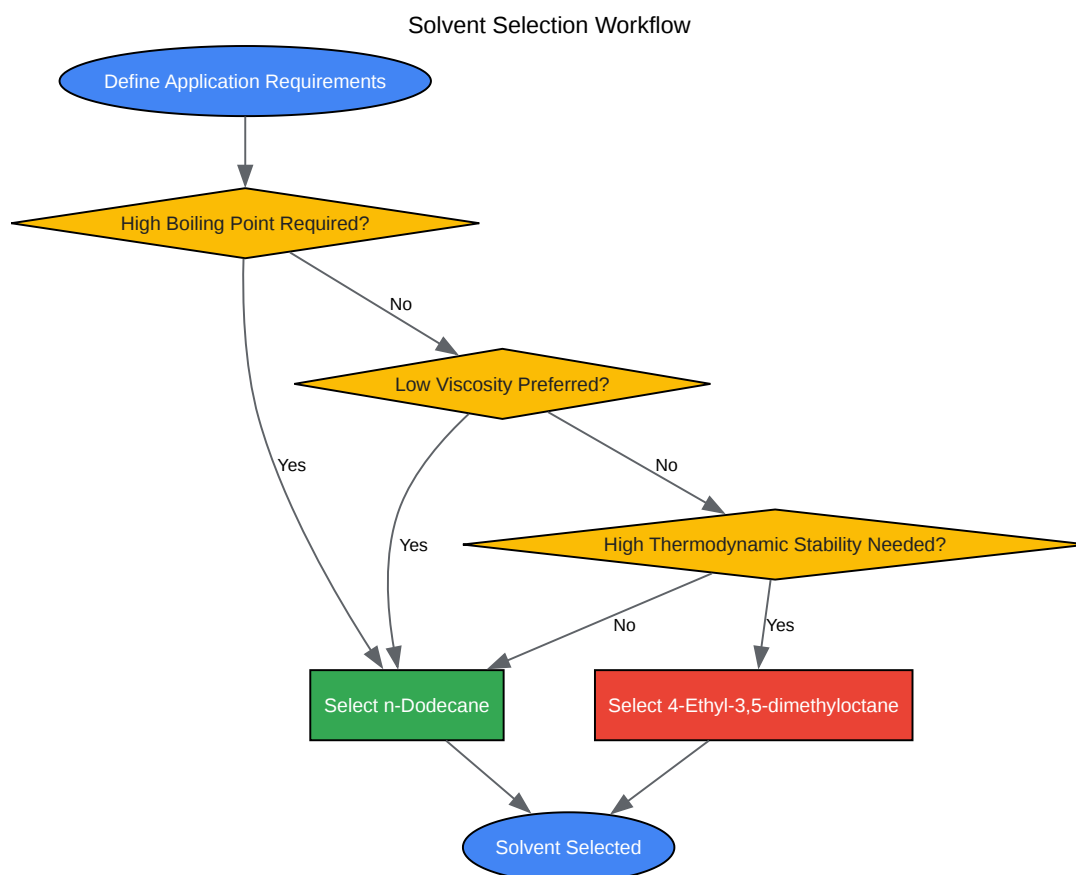 Solvent Selection Workflow
Define Application Requirements
High Boiling Point Required?
No
Low Viscosity Preferred?
Yes
No
Yes
High Thermodynamic Stability Needed?
No
Yes
Select n-Dodecane
Select 4-Ethyl-3,5-dimethyloctane
Solvent Selected